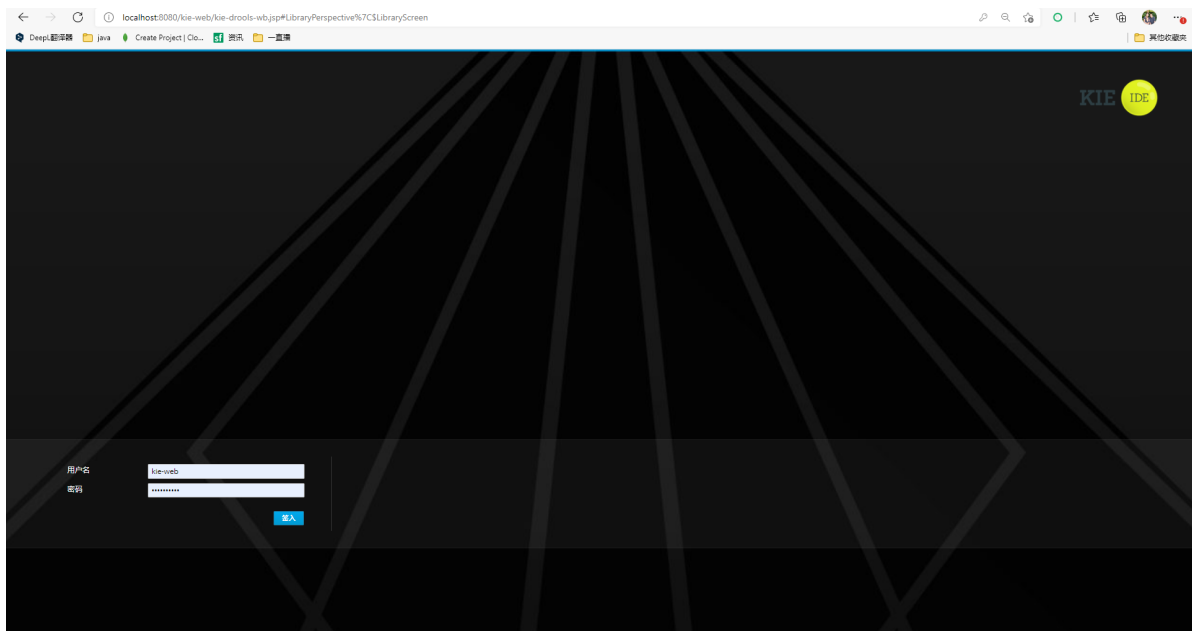 localhost:8080/kie-web/kie-drools-wb.jsp#LibraryPerspective%7C$LibraryScreen
DeepL翻译器 java Create Project | Clo... sf 资讯 一直播 其他收藏夹
KIE IDE
用户名 kie-web
密码 ••••••••••
签入